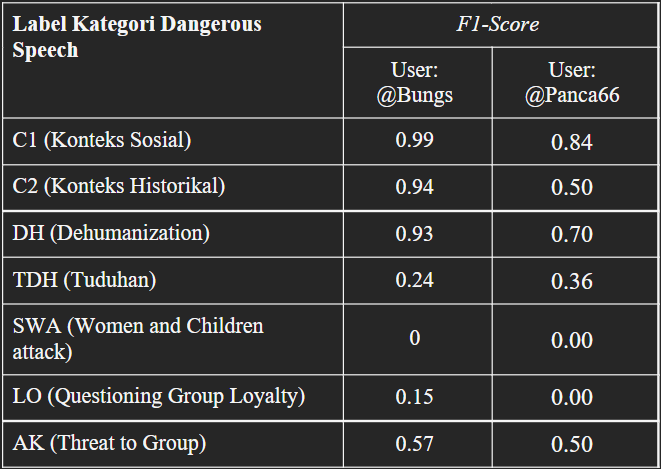 Label Kategori Dangerous
Speech
F1-Score
User:
@Bungs
User:
@Panca66
C1 (Konteks Sosial) 0.99 0.84
C2 (Konteks Historikal) 0.94 0.50
DH (Dehumanization) 0.93 0.70
TDH (Tuduhan) 0.24 0.36
SWA (Women and Children
attack) 0 0.00
LO (Questioning Group Loyalty) 0.15 0.00
AK (Threat to Group) 0.57 0.50